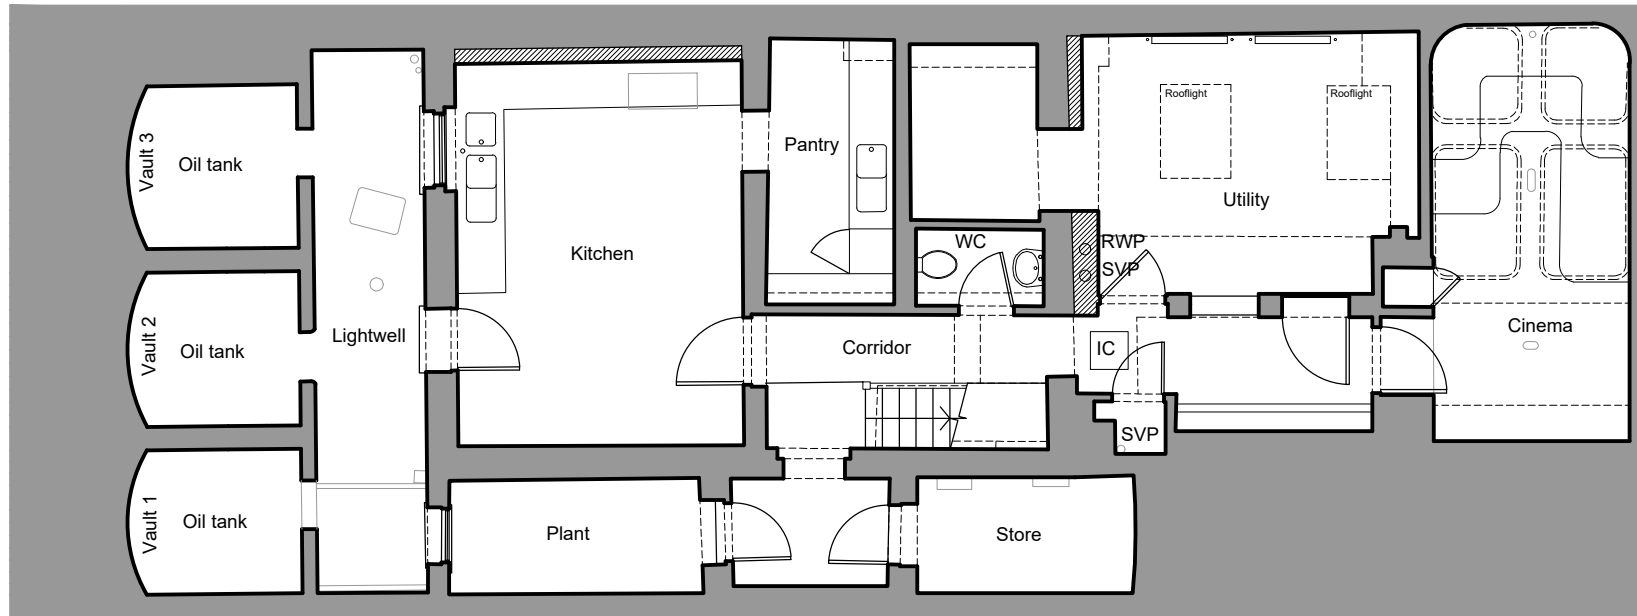 Vault 3
Oil tank
Vault 2
Oil tank
Vault 1
Oil tank
Lightwell
Kitchen
Pantry
WC
RWP
SVP
Rooflight
Rooflight
Utility
Corridor
IC
SVP
Cinema
Plant
Store